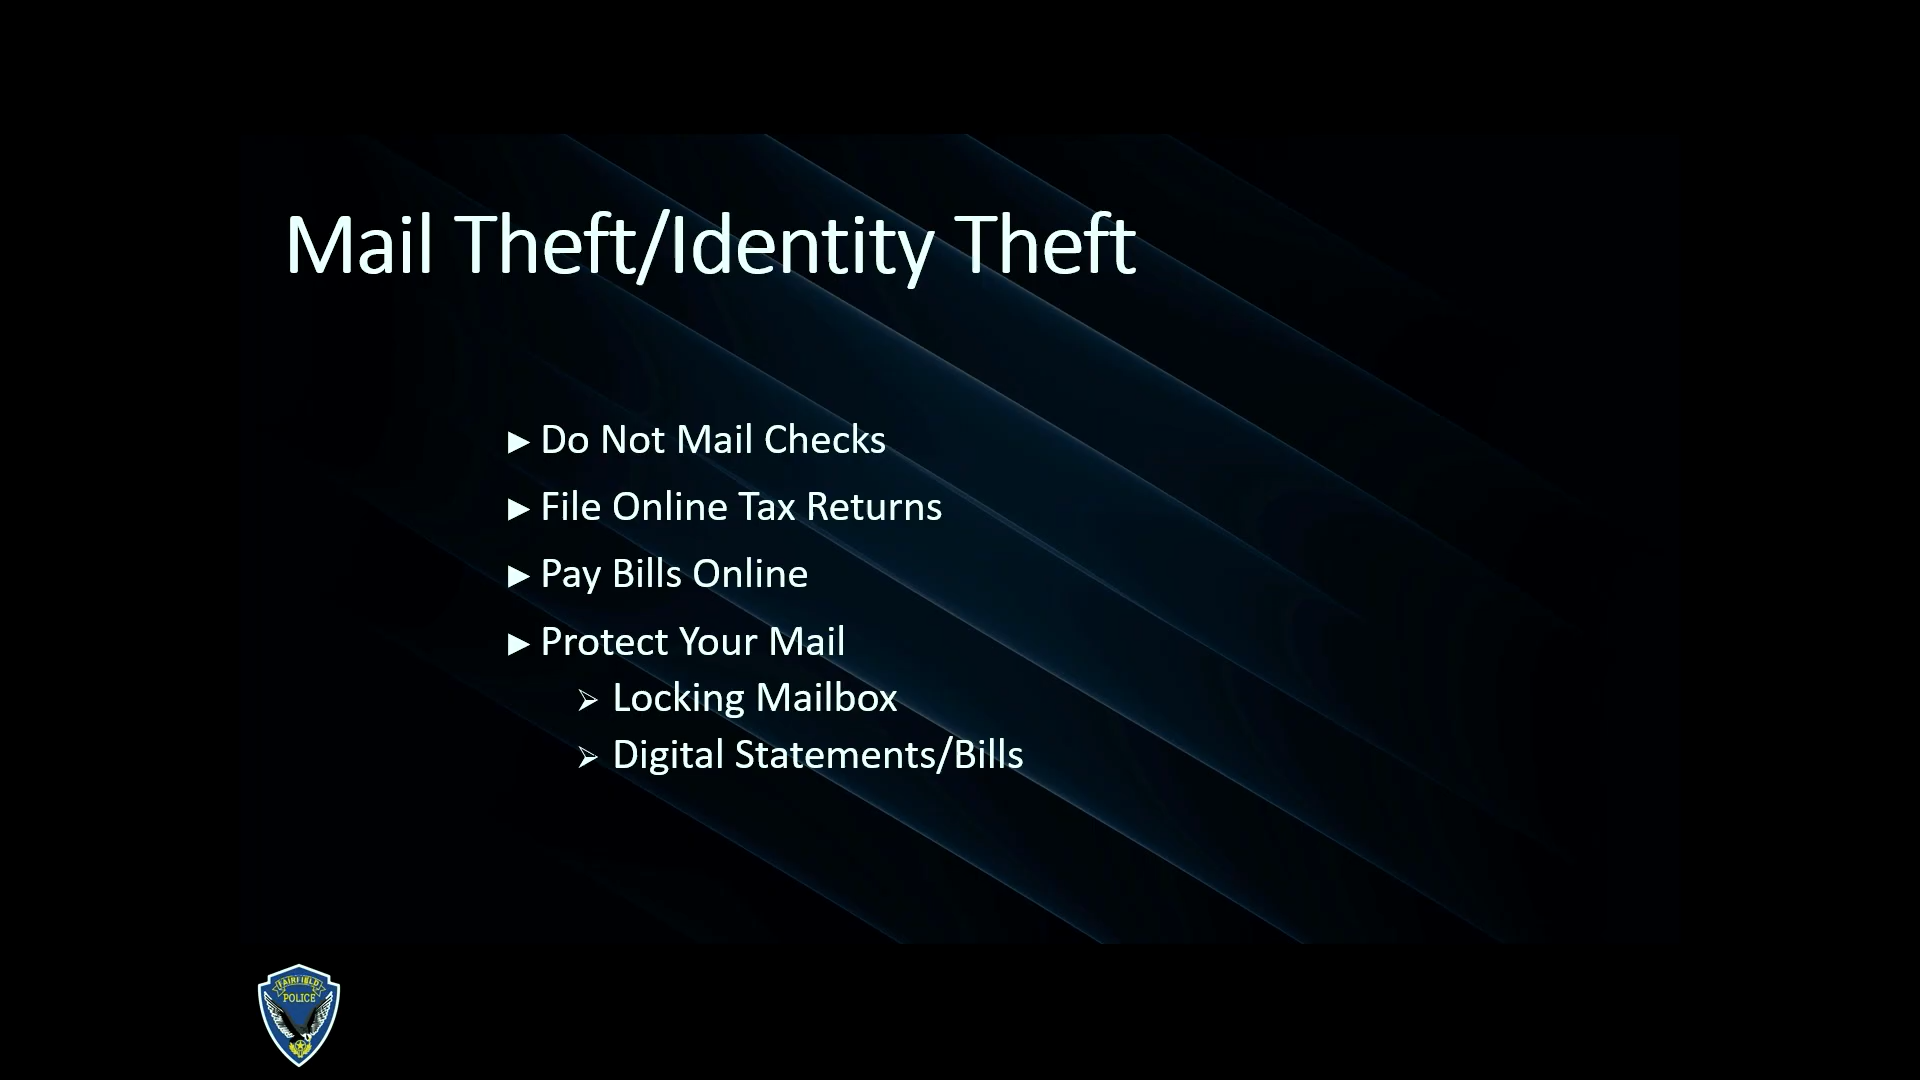 Mail Theft/Identity Theft
► Do Not Mail Checks
► File Online Tax Returns
► Pay Bills Online
► Protect Your Mail
➢ Locking Mailbox
➢ Digital Statements/Bills
FAIRFIELD
POLICE